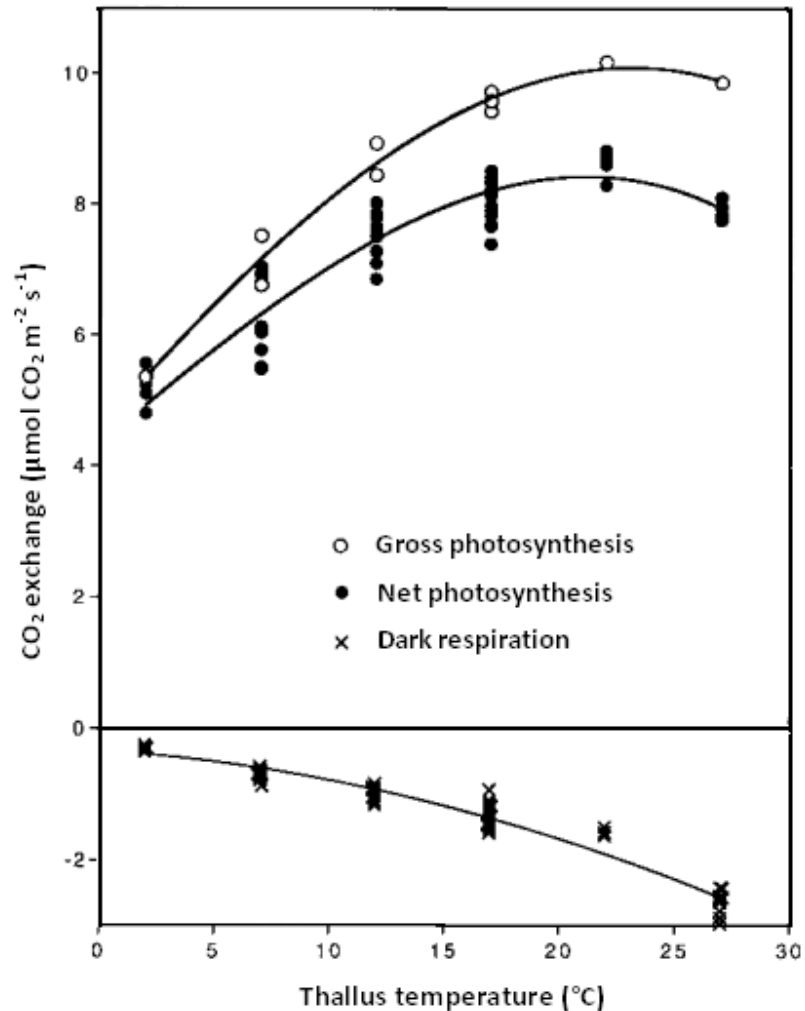 10
8
6
4
2
0
-2
CO₂ exchange (µmol CO₂ m⁻² s⁻¹)
Gross photosynthesis
Net photosynthesis
Dark respiration
0 5 10 15 20 25 30
Thallus temperature (°C)